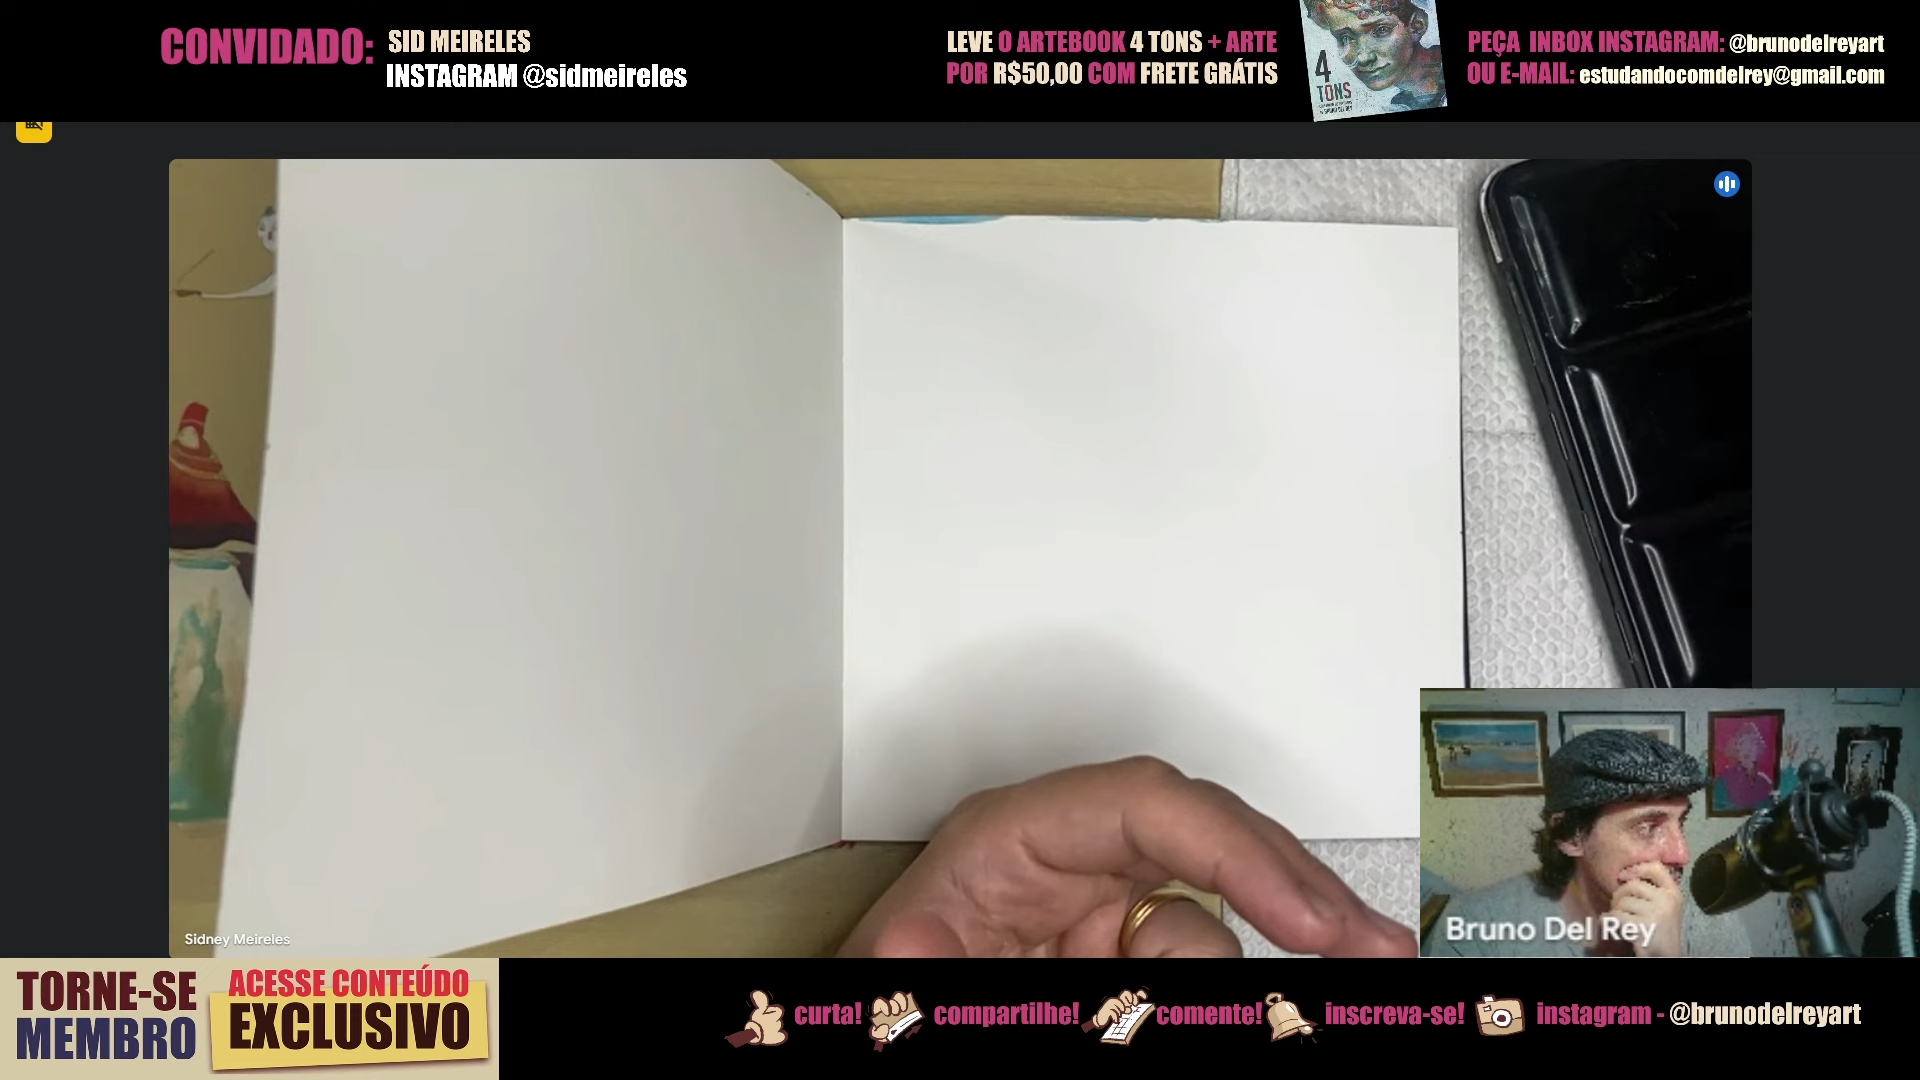 CONVIDADO: SID MEIRELES
INSTAGRAM @sidmeireles
LEVE O ARTEBOOK 4 TONS + ARTE
POR R$50,00 COM FRETE GRÁTIS
4
TONS
PEÇA INBOX INSTAGRAM: @brunodelreyart
OU E-MAIL: estudandocomdelrey@gmail.com
Sidney Meireles
Bruno Del Rey
TORNE-SE
MEMBRO
ACESSE CONTEÚDO
EXCLUSIVO
curta! compartilhe! comente! inscreva-se! instagram - @brunodelreyart